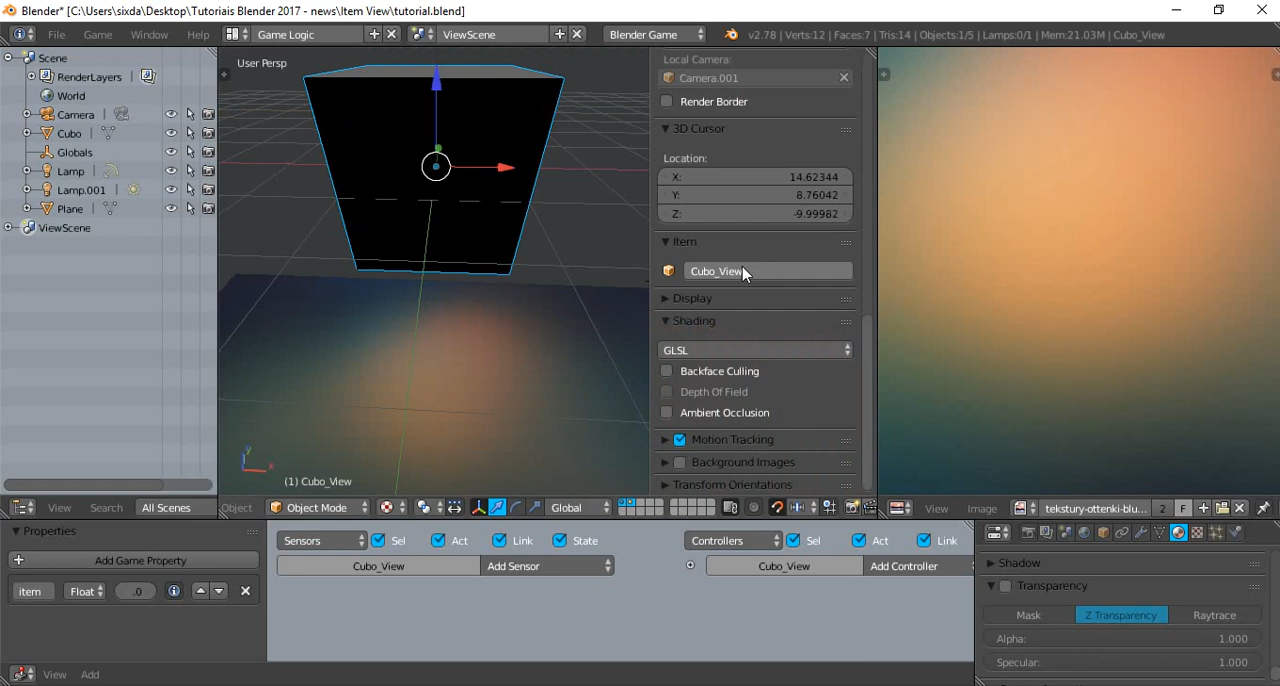 Blender* [C:\Users\sixda\Desktop\Tutoriais Blender 2017 - news\Item View\tutorial.blend]
File Game Window Help Game Logic ViewScene Blender Game v2.78 | Verts:12 | Faces:7 | Tris:14 | Objects:1/5 | Lamps:0/1 | Mem:21.03M | Cubo_View
Scene
RenderLayers
World
Camera
Cubo
Globals
Lamp
Lamp.001
Plane
ViewScene
View Search All Scenes
User Persp
y
x
(1) Cubo_View
Local Camera:
Camera.001
Render Border
3D Cursor
Location:
X: 14.62344
Y: 8.76042
Z: -9.99982
Item
Cubo_View
Display
Shading
GLSL
Backface Culling
Depth Of Field
Ambient Occlusion
Motion Tracking
Background Images
Transform Orientations
Object Object Mode Global
View Image tekstury-ottenki-blu... 2 F
Properties
Add Game Property
item Float .0
Sensors Sel Act Link State
Cubo_View Add Sensor
Controllers Sel Act Link
Cubo_View Add Controller
View Add
Shadow
Transparency
Mask Z Transparency Raytrace
Alpha: 1.000
Specular: 1.000